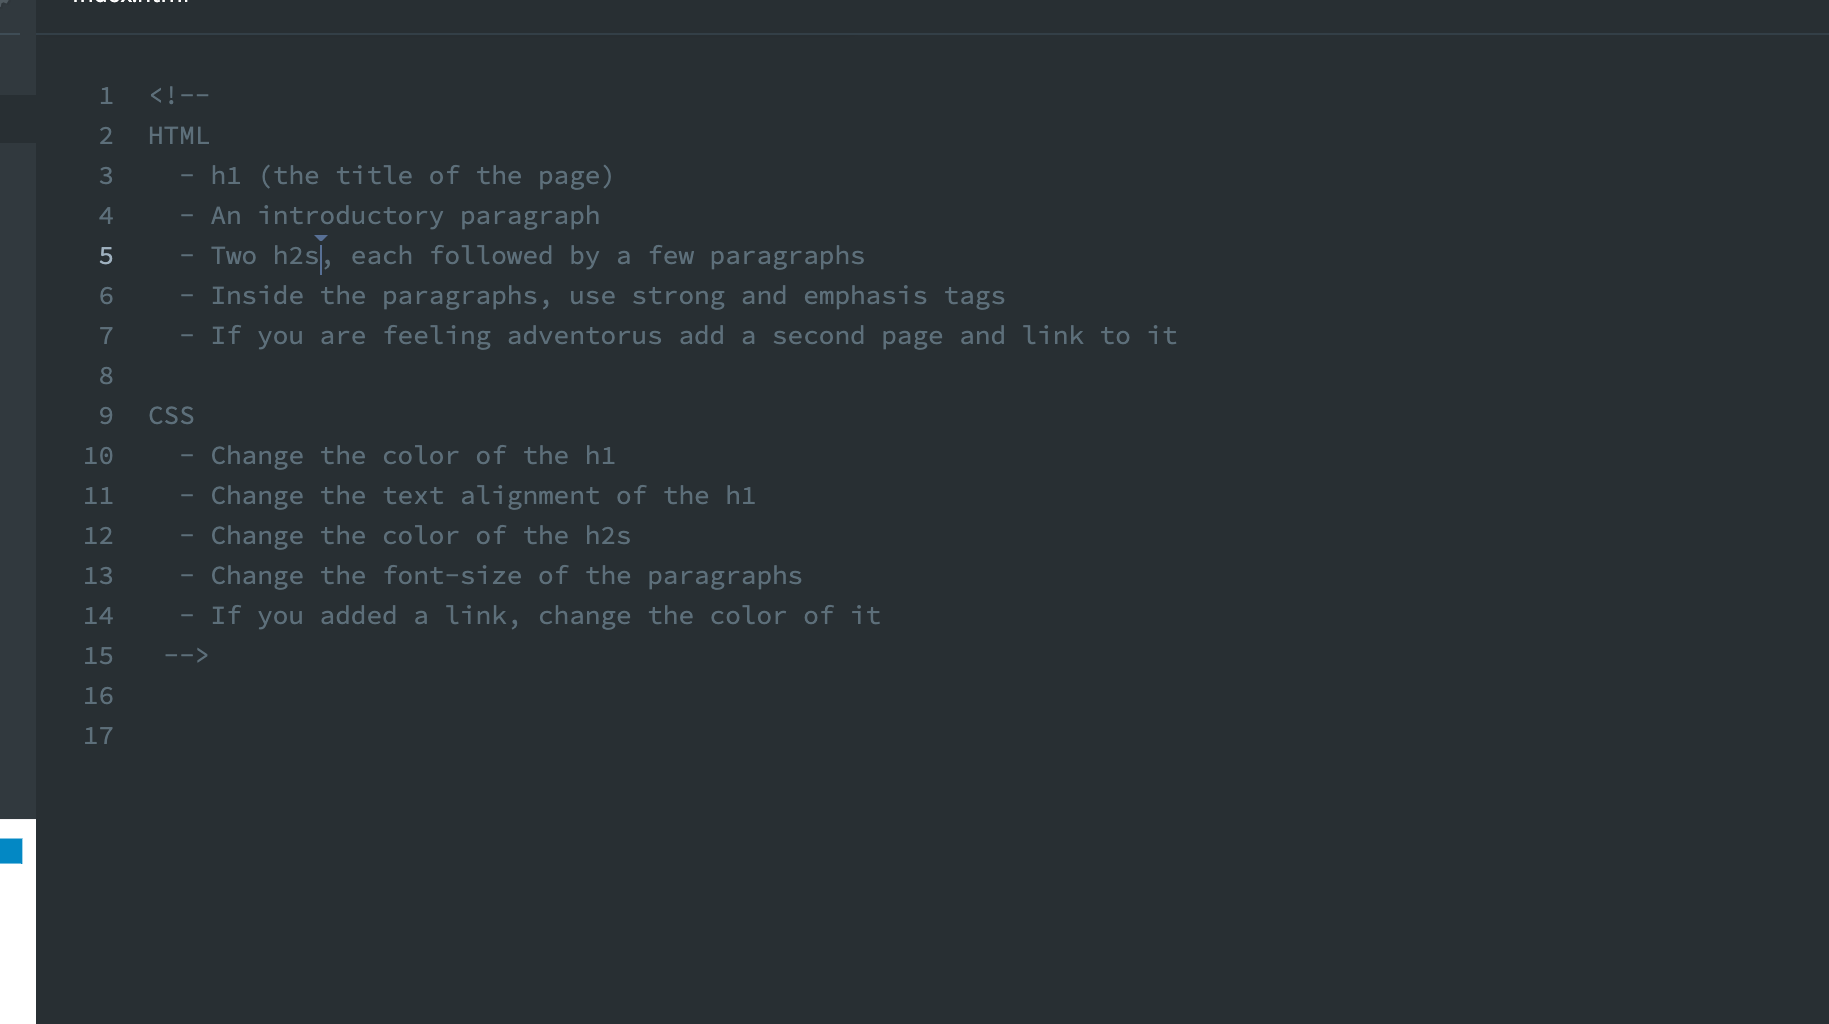 index.html
1 <!--
2 HTML
3   - h1 (the title of the page)
4   - An introductory paragraph
5   - Two h2s, each followed by a few paragraphs
6   - Inside the paragraphs, use strong and emphasis tags
7   - If you are feeling adventorus add a second page and link to it
8
9 CSS
10   - Change the color of the h1
11   - Change the text alignment of the h1
12   - Change the color of the h2s
13   - Change the font-size of the paragraphs
14   - If you added a link, change the color of it
15  -->
16
17